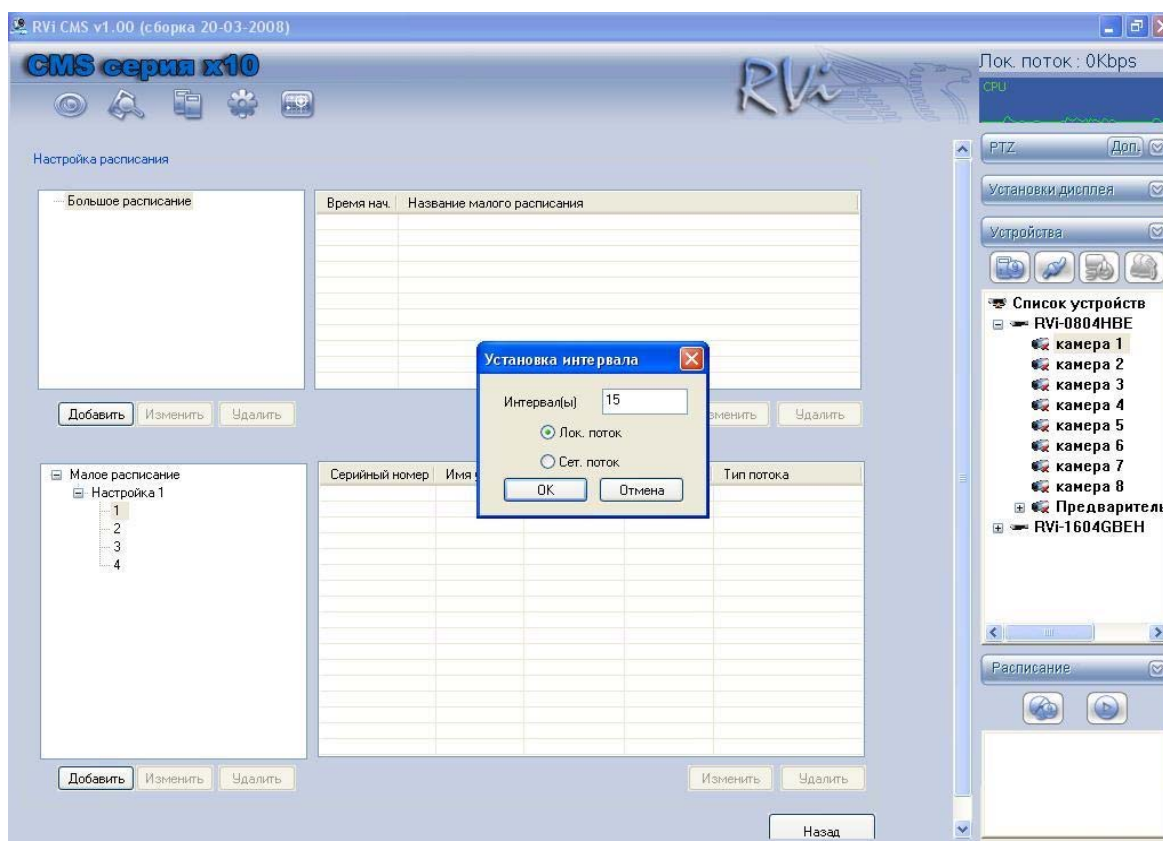 RVi CMS v1.00 (сборка 20-03-2008)
CMS серия x10
RVi
Лок. поток : 0Kbps
CPU
PTZ
Доп.
Установки дисплея
Устройства
Список устройств
RVi-0804HBE
камера 1
камера 2
камера 3
камера 4
камера 5
камера 6
камера 7
камера 8
RVi-1604GBEH
Расписание
Настройка расписания
Большое расписание
Время нач. Название малого расписания
Добавить Изменить Удалить
Удалить
Установка интервала
Интервал(ы) 15
Лок. поток
Сет. поток
OK Отмена
Малое расписание
Настройка 1
1
2
3
4
Серийный номер Имя Тип потока
Добавить Изменить Удалить
Изменить Удалить
Назад